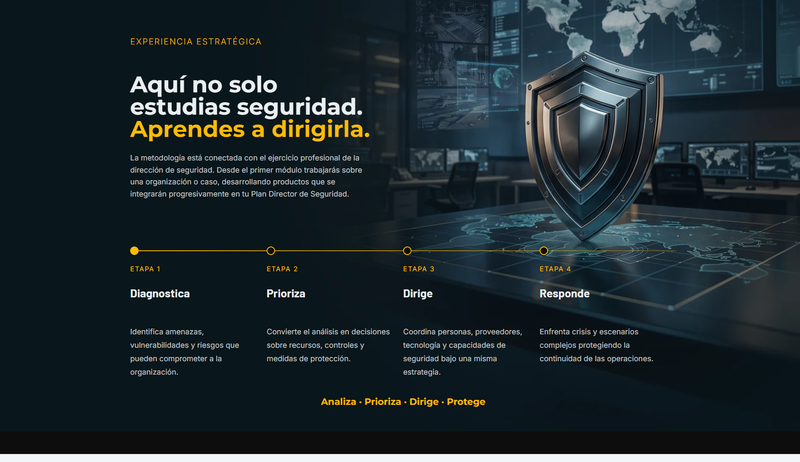 EXPERIENCIA ESTRATÉGICA
Aquí no solo
estudias seguridad.
Aprendes a dirigirla.
La metodología está conectada con el ejercicio profesional de la
dirección de seguridad. Desde el primer módulo trabajarás sobre
una organización o caso, desarrollando productos que se
integrarán progresivamente en tu Plan Director de Seguridad.
ETAPA 1
Diagnostica
Identifica amenazas,
vulnerabilidades y riesgos que
pueden comprometer a la
organización.
ETAPA 2
Prioriza
Convierte el análisis en decisiones
sobre recursos, controles y
medidas de protección.
ETAPA 3
Dirige
Coordina personas, proveedores,
tecnología y capacidades de
seguridad bajo una misma
estrategia.
ETAPA 4
Responde
Enfrenta crisis y escenarios
complejos protegiendo la
continuidad de las operaciones.
Analiza · Prioriza · Dirige · Protege